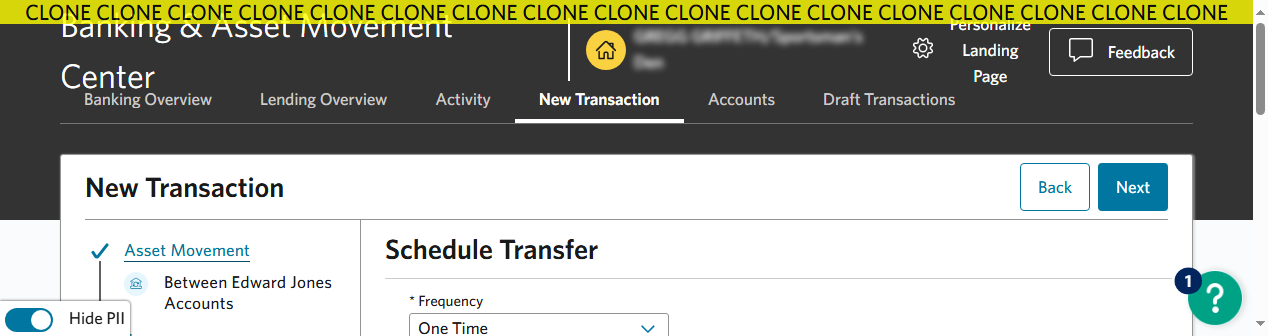 CLONE CLONE CLONE CLONE CLONE CLONE CLONE CLONE CLONE CLONE CLONE CLONE CLONE CLONE CLONE CLONE CLONE
Banking & Asset Movement
Center
Personalize
Landing
Page
Feedback
Banking Overview
Lending Overview
Activity
New Transaction
Accounts
Draft Transactions
New Transaction
Back
Next
Asset Movement
Between Edward Jones
Accounts
Schedule Transfer
* Frequency
One Time
Hide PII
1
?